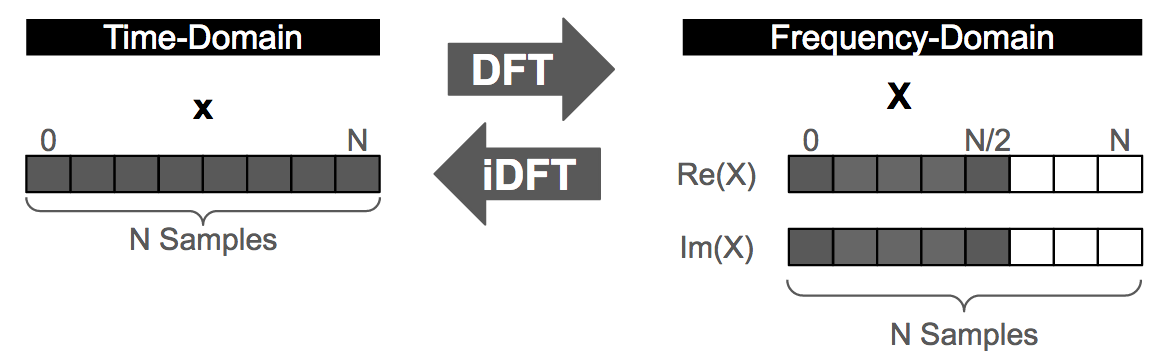 Time-Domain
x
0 N
N Samples
DFT
iDFT
Frequency-Domain
X
0 N/2 N
Re(X)
Im(X)
N Samples